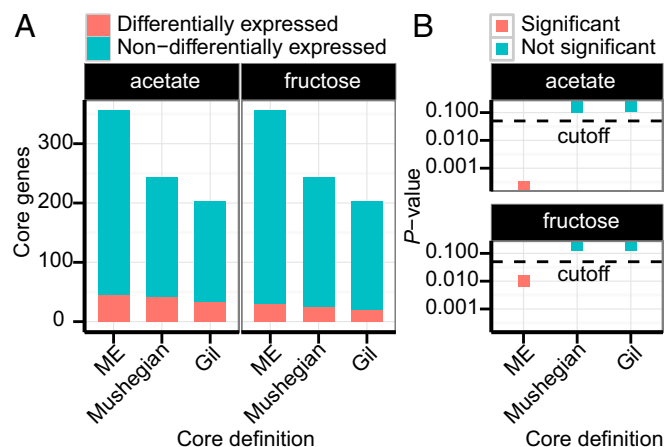 A
Differentially expressed
Non-differentially expressed
acetate
fructose
Core genes
300
200
100
0
ME
Mushegian
Gil
ME
Mushegian
Gil
Core definition
B
Significant
Not significant
acetate
P-value
0.100
0.010
0.001
cutoff
fructose
0.100
0.010
0.001
cutoff
ME
Mushegian
Gil
Core definition